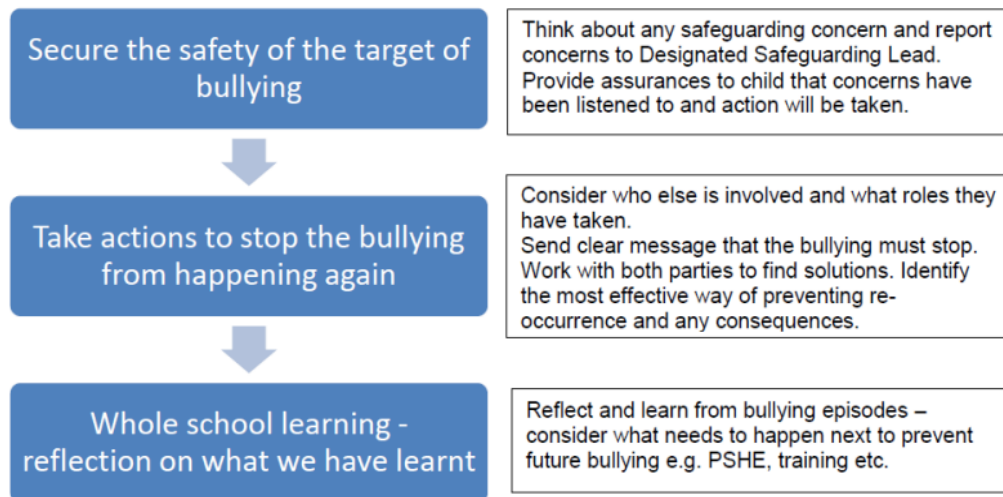 Secure the safety of the target of
bullying
Think about any safeguarding concern and report
concerns to Designated Safeguarding Lead.
Provide assurances to child that concerns have
been listened to and action will be taken.
Take actions to stop the bullying
from happening again
Consider who else is involved and what roles they
have taken.
Send clear message that the bullying must stop.
Work with both parties to find solutions. Identify
the most effective way of preventing re-
occurrence and any consequences.
Whole school learning -
reflection on what we have learnt
Reflect and learn from bullying episodes –
consider what needs to happen next to prevent
future bullying e.g. PSHE, training etc.